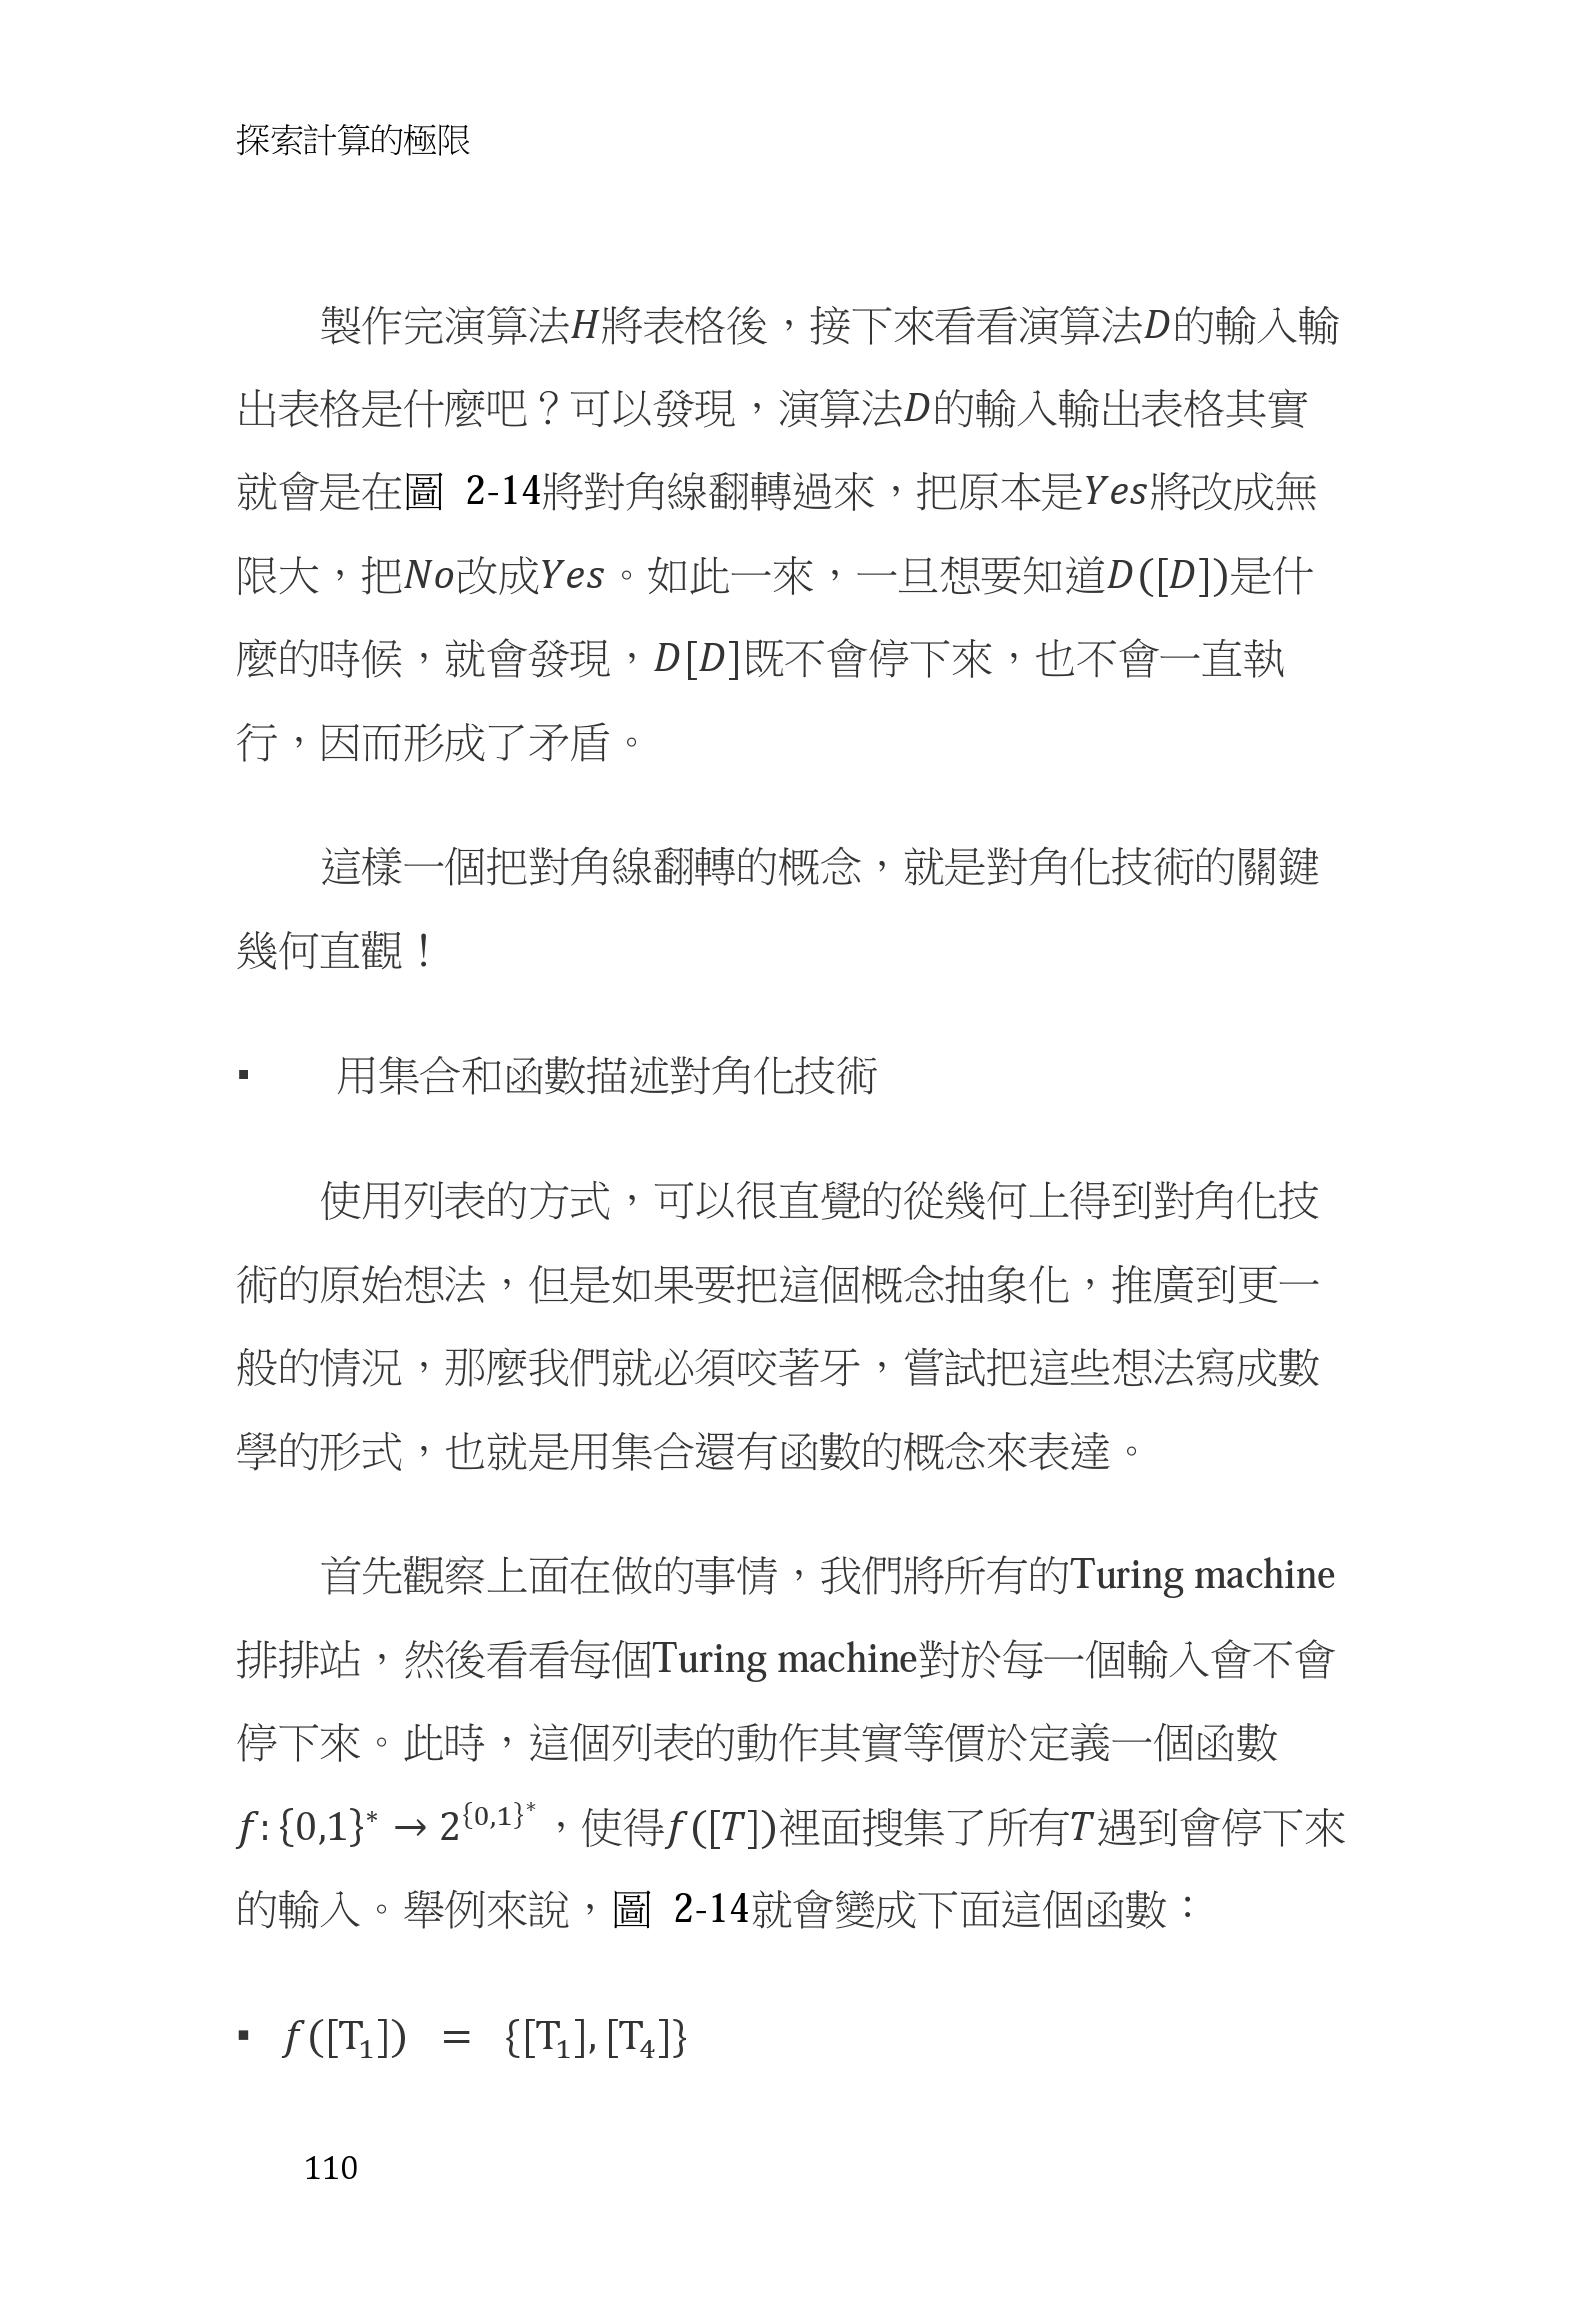 探索計算的極限
製作完演算法H將表格後，接下來看看演算法D的輸入輸
出表格是什麼吧？可以發現，演算法D的輸入輸出表格其實
就會是在圖 2-14將對角線翻轉過來，把原本是Yes將改成無
限大，把No改成Yes。如此一來，一旦想要知道D([D])是什
麼的時候，就會發現，D[D]既不會停下來，也不會一直執
行，因而形成了矛盾。
這樣一個把對角線翻轉的概念，就是對角化技術的關鍵
幾何直觀！
▪ 用集合和函數描述對角化技術
使用列表的方式，可以很直覺的從幾何上得到對角化技
術的原始想法，但是如果要把這個概念抽象化，推廣到更一
般的情況，那麼我們就必須咬著牙，嘗試把這些想法寫成數
學的形式，也就是用集合還有函數的概念來表達。
首先觀察上面在做的事情，我們將所有的Turing machine
排排站，然後看看每個Turing machine對於每一個輸入會不會
停下來。此時，這個列表的動作其實等價於定義一個函數
f: {0,1}* → 2^{0,1}*，使得f([T])裡面搜集了所有T遇到會停下來
的輸入。舉例來說，圖 2-14就會變成下面這個函數：
▪ f([T₁]) = {[T₁], [T₄]}
110